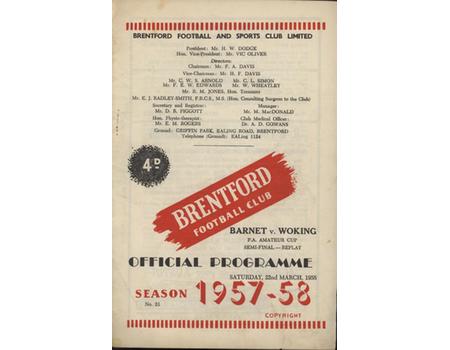 BRENTFORD FOOTBALL AND SPORTS CLUB LIMITED
President: Mr. H. W. DODGE
Hon. Vice-President: Mr. VIC OLIVER
Directors:
Chairman: Mr. F. A. DAVIS
Vice-Chairman: Mr. H. F. DAVIS
Mr. C. W. S. ARNOLD Mr. C. L. SIMON
Mr. F. E. W. EDWARDS Mr. W. WHEATLEY
Mr. R. M. JONES, Hon. Treasurer
Mr. E. J. RADLEY-SMITH, F.R.C.S., M.S. (Hon. Consulting Surgeon to the Club)
Secretary and Registrar: Manager:
Mr. D. R. PIGGOTT Mr. M. MacDONALD
Hon. Physio-therapist: Club Medical Officer:
Mr. E. M. ROGERS Dr. A. D. GOWANS
Ground: GRIFFIN PARK, EALING ROAD, BRENTFORD
Telephone (Ground): EALing 1124
4D
BRENTFORD
FOOTBALL CLUB
BARNET v. WOKING
F.A. AMATEUR CUP
SEMI-FINAL — REPLAY
OFFICIAL PROGRAMME
SATURDAY, 22nd MARCH, 1958
SEASON 1957-58
No. 25
COPYRIGHT